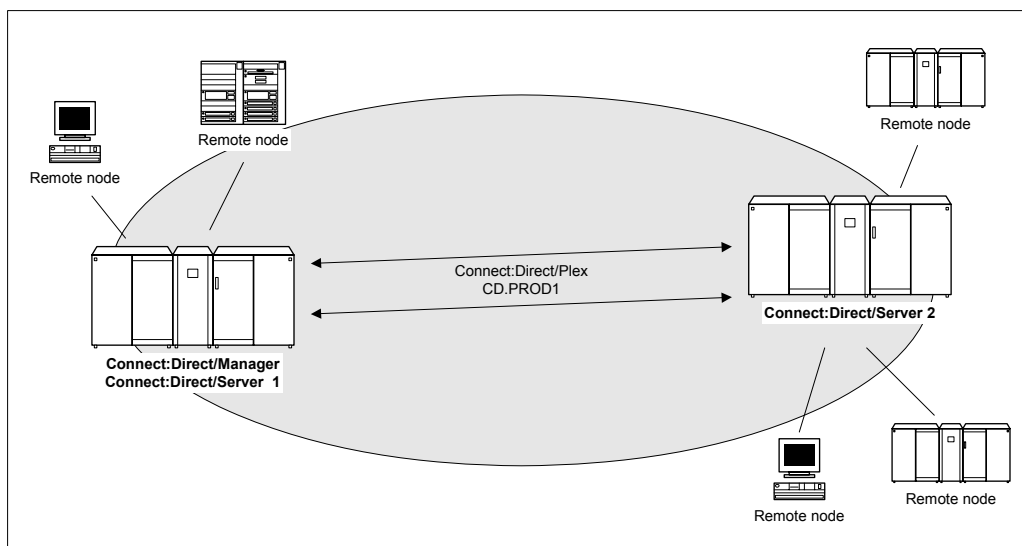 Remote node
Remote node
Remote node
Connect:Direct/Plex
CD.PROD1
Connect:Direct/Manager
Connect:Direct/Server 1
Connect:Direct/Server 2
Remote node
Remote node